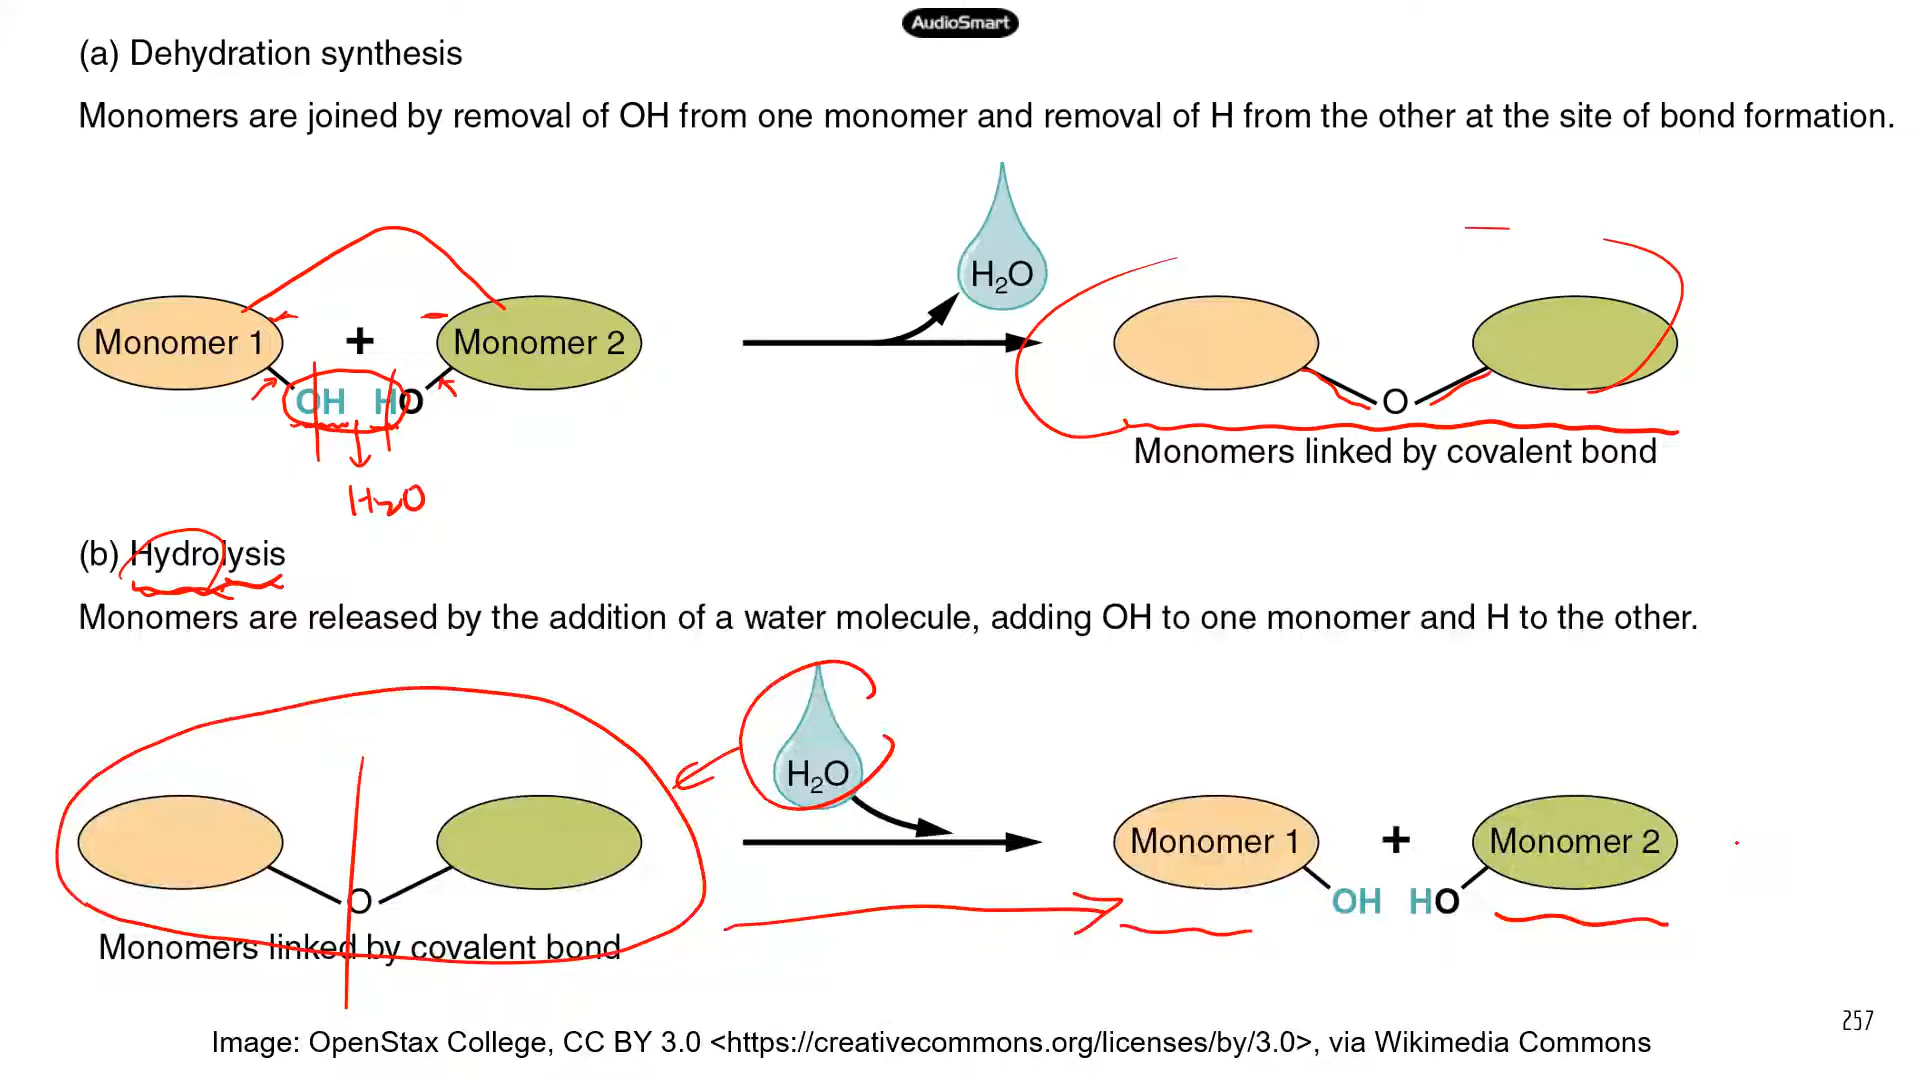 AudioSmart
(a) Dehydration synthesis
Monomers are joined by removal of OH from one monomer and removal of H from the other at the site of bond formation.
H₂O
Monomer 1 + Monomer 2
OH HO
O
Monomers linked by covalent bond
H₂O
(b) Hydrolysis
Monomers are released by the addition of a water molecule, adding OH to one monomer and H to the other.
H₂O
Monomer 1 + Monomer 2
O
OH HO
Monomers linked by covalent bond
257
Image: OpenStax College, CC BY 3.0 <https://creativecommons.org/licenses/by/3.0>, via Wikimedia Commons